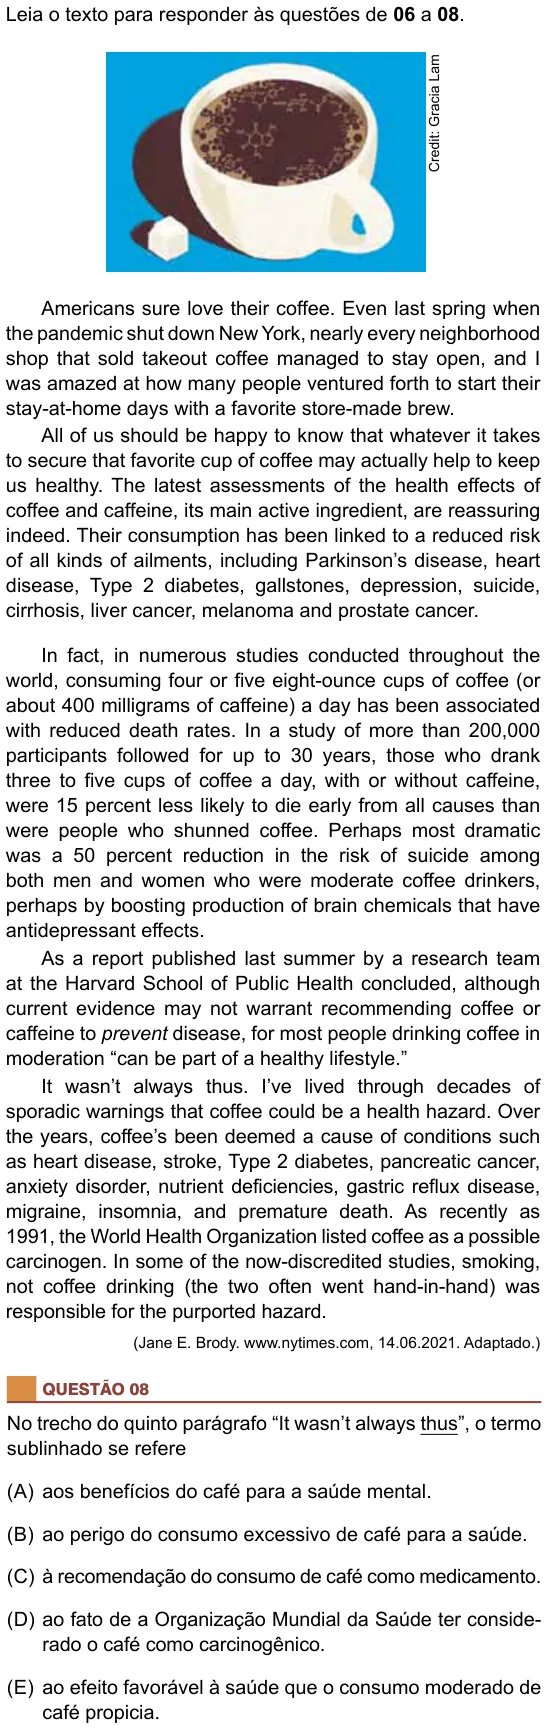 Leia o texto para responder às questões de 06 a 08.
Credit: Gracia Lam
Americans sure love their coffee. Even last spring when
the pandemic shut down New York, nearly every neighborhood
shop that sold takeout coffee managed to stay open, and I
was amazed at how many people ventured forth to start their
stay-at-home days with a favorite store-made brew.
All of us should be happy to know that whatever it takes
to secure that favorite cup of coffee may actually help to keep
us healthy. The latest assessments of the health effects of
coffee and caffeine, its main active ingredient, are reassuring
indeed. Their consumption has been linked to a reduced risk
of all kinds of ailments, including Parkinson’s disease, heart
disease, Type 2 diabetes, gallstones, depression, suicide,
cirrhosis, liver cancer, melanoma and prostate cancer.
In fact, in numerous studies conducted throughout the
world, consuming four or five eight-ounce cups of coffee (or
about 400 milligrams of caffeine) a day has been associated
with reduced death rates. In a study of more than 200,000
participants followed for up to 30 years, those who drank
three to five cups of coffee a day, with or without caffeine,
were 15 percent less likely to die early from all causes than
were people who shunned coffee. Perhaps most dramatic
was a 50 percent reduction in the risk of suicide among
both men and women who were moderate coffee drinkers,
perhaps by boosting production of brain chemicals that have
antidepressant effects.
As a report published last summer by a research team
at the Harvard School of Public Health concluded, although
current evidence may not warrant recommending coffee or
caffeine to prevent disease, for most people drinking coffee in
moderation “can be part of a healthy lifestyle.”
It wasn’t always thus. I’ve lived through decades of
sporadic warnings that coffee could be a health hazard. Over
the years, coffee’s been deemed a cause of conditions such
as heart disease, stroke, Type 2 diabetes, pancreatic cancer,
anxiety disorder, nutrient deficiencies, gastric reflux disease,
migraine, insomnia, and premature death. As recently as
1991, the World Health Organization listed coffee as a possible
carcinogen. In some of the now-discredited studies, smoking,
not coffee drinking (the two often went hand-in-hand) was
responsible for the purported hazard.
(Jane E. Brody. www.nytimes.com, 14.06.2021. Adaptado.)
QUESTÃO 08
No trecho do quinto parágrafo “It wasn’t always thus”, o termo
sublinhado se refere
(A) aos benefícios do café para a saúde mental.
(B) ao perigo do consumo excessivo de café para a saúde.
(C) à recomendação do consumo de café como medicamento.
(D) ao fato de a Organização Mundial da Saúde ter conside-
rado o café como carcinogênico.
(E) ao efeito favorável à saúde que o consumo moderado de
café propicia.